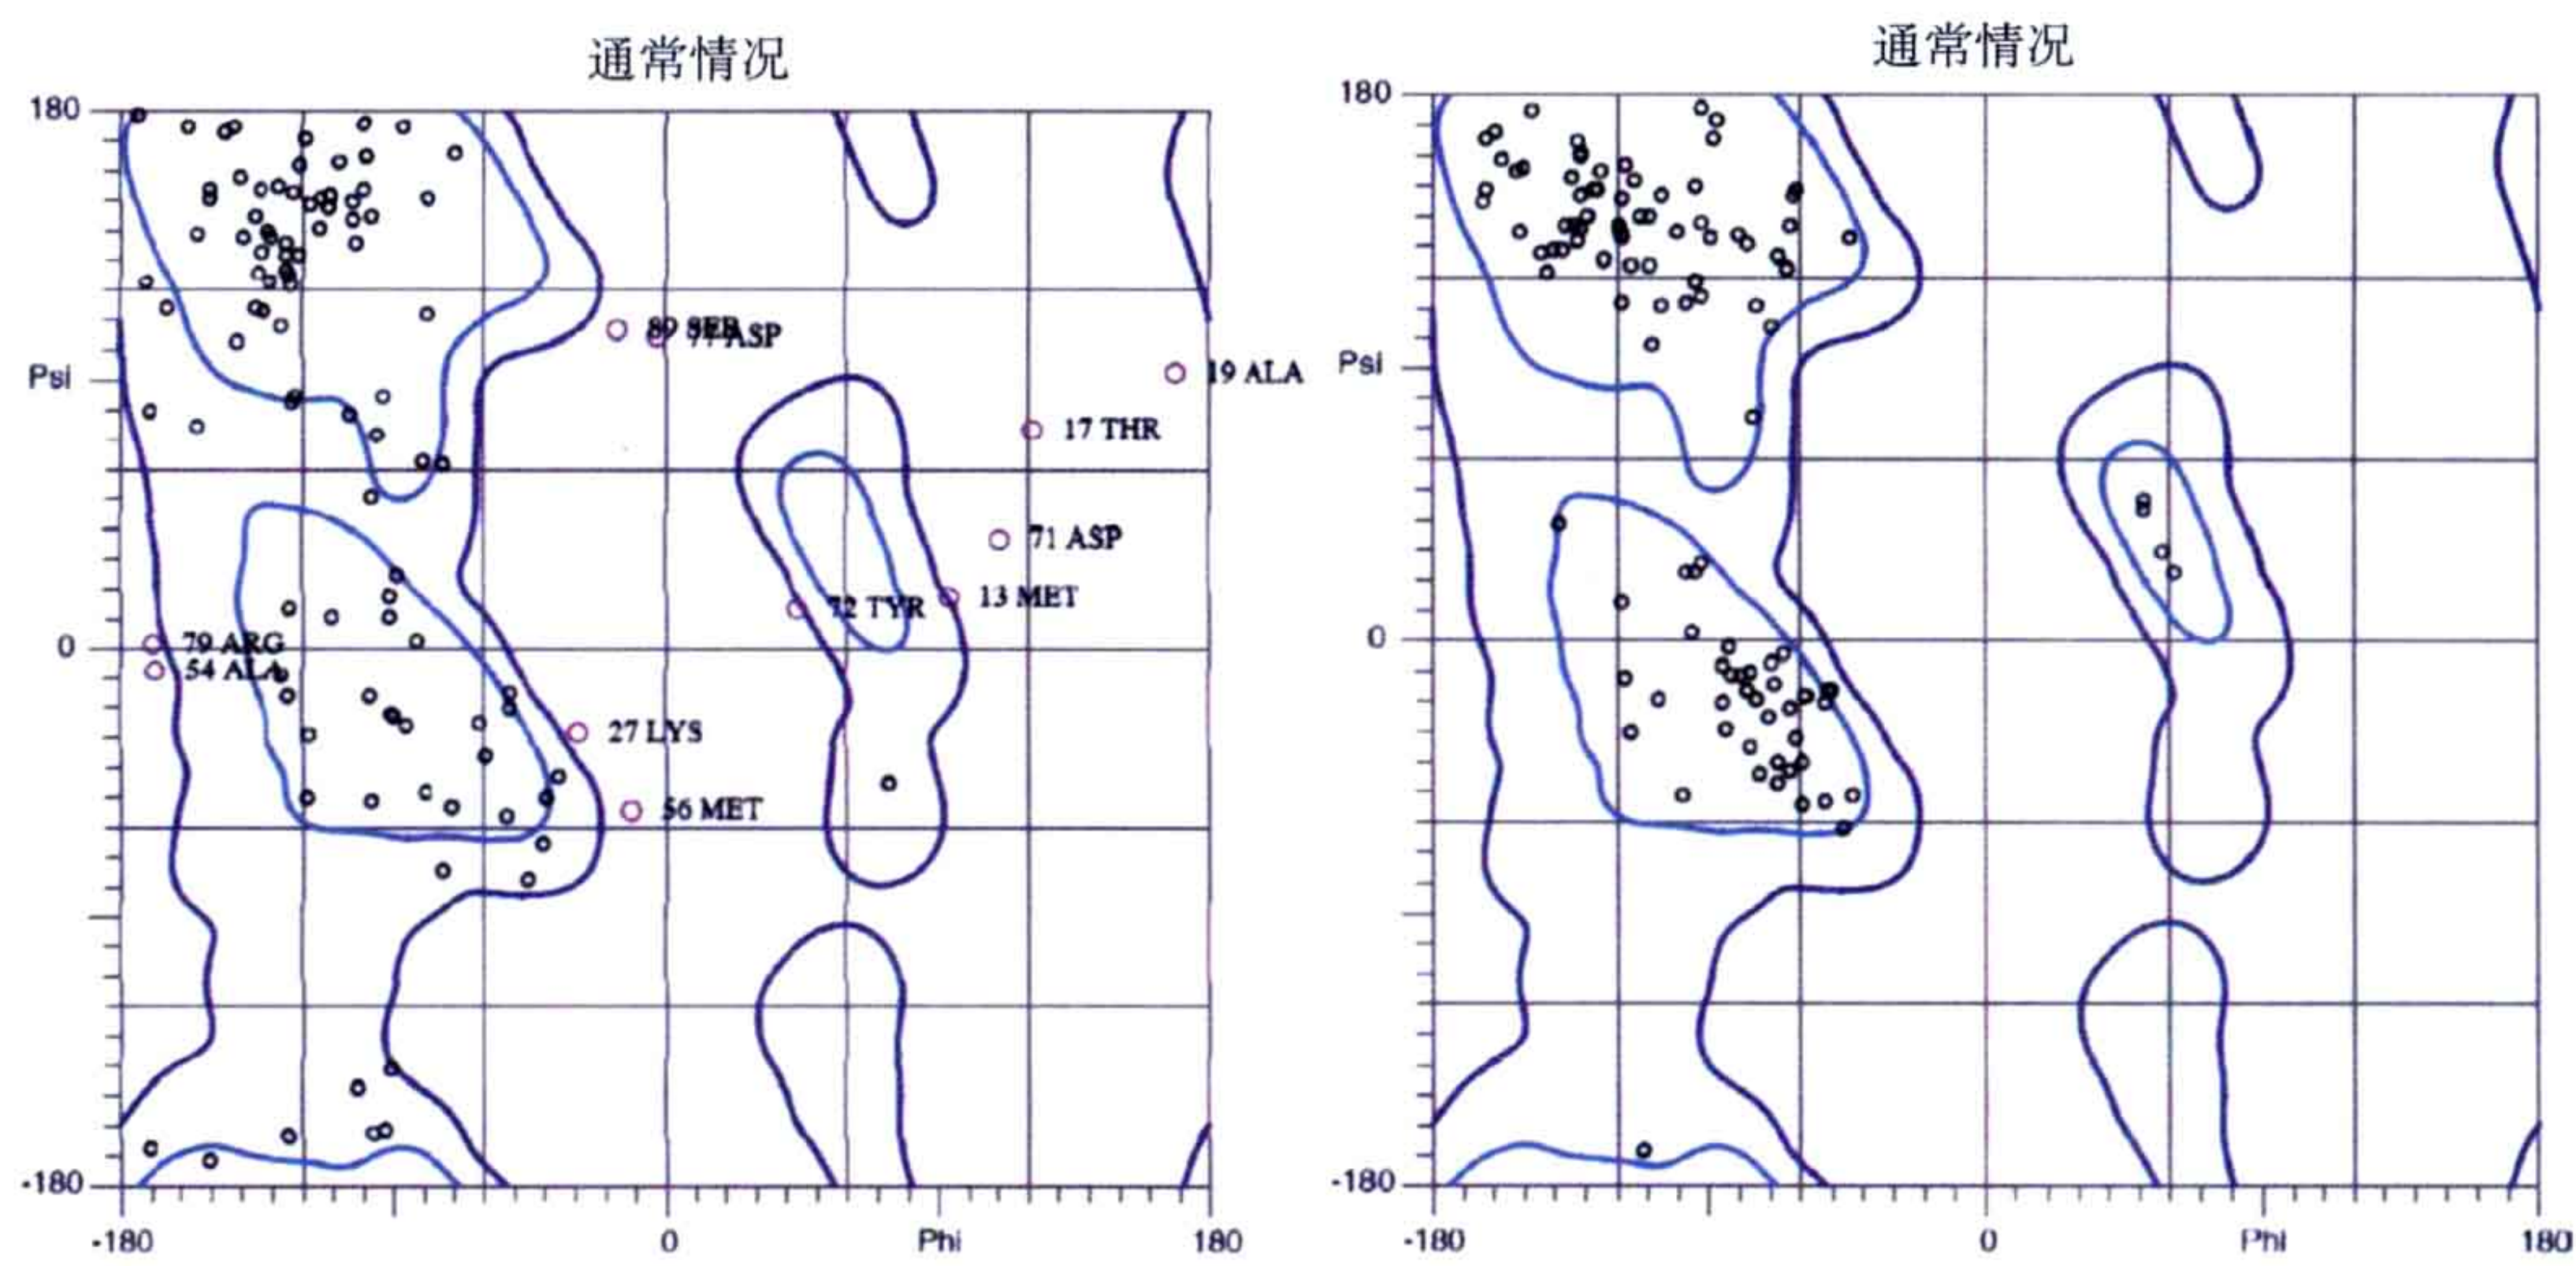 通常情况
180
Psi
0
-180
-180
0
Phi
180
89 SER
77 ASP
19 ALA
17 THR
71 ASP
13 MET
72 TYR
79 ARG
54 ALA
27 LYS
56 MET
通常情况
180
Psi
0
-180
-180
0
Phi
180